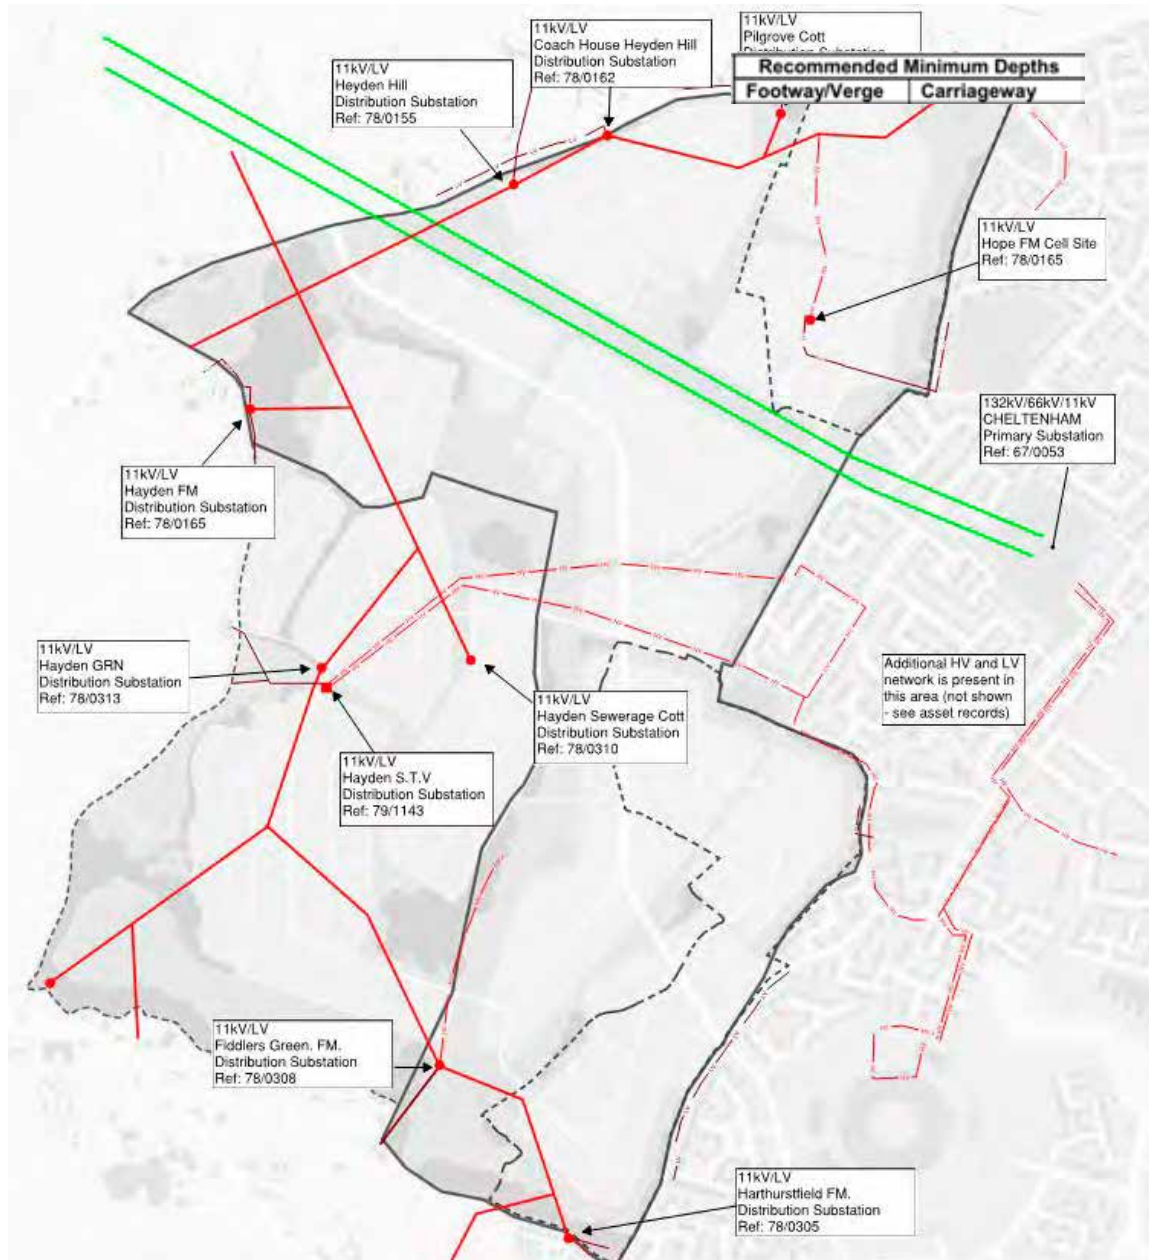 11kV/LV
Pilgrove Cott
Distribution Substation
Recommended Minimum Depths
Footway/Verge Carriageway
11kV/LV
Coach House Heyden Hill
Distribution Substation
Ref: 78/0162
11kV/LV
Heyden Hill
Distribution Substation
Ref: 78/0155
11kV/LV
Hope FM Cell Site
Ref: 78/0165
132kV/66kV/11kV
CHELTENHAM
Primary Substation
Ref: 67/0053
11kV/LV
Hayden FM
Distribution Substation
Ref: 78/0165
11kV/LV
Hayden GRN
Distribution Substation
Ref: 78/0313
Additional HV and LV
network is present in
this area (not shown
- see asset records)
11kV/LV
Hayden Sewerage Cott
Distribution Substation
Ref: 78/0310
11kV/LV
Hayden S.T.V
Distribution Substation
Ref: 79/1143
11kV/LV
Fiddlers Green. FM.
Distribution Substation
Ref: 78/0308
11kV/LV
Harthurstfield FM.
Distribution Substation
Ref: 78/0305